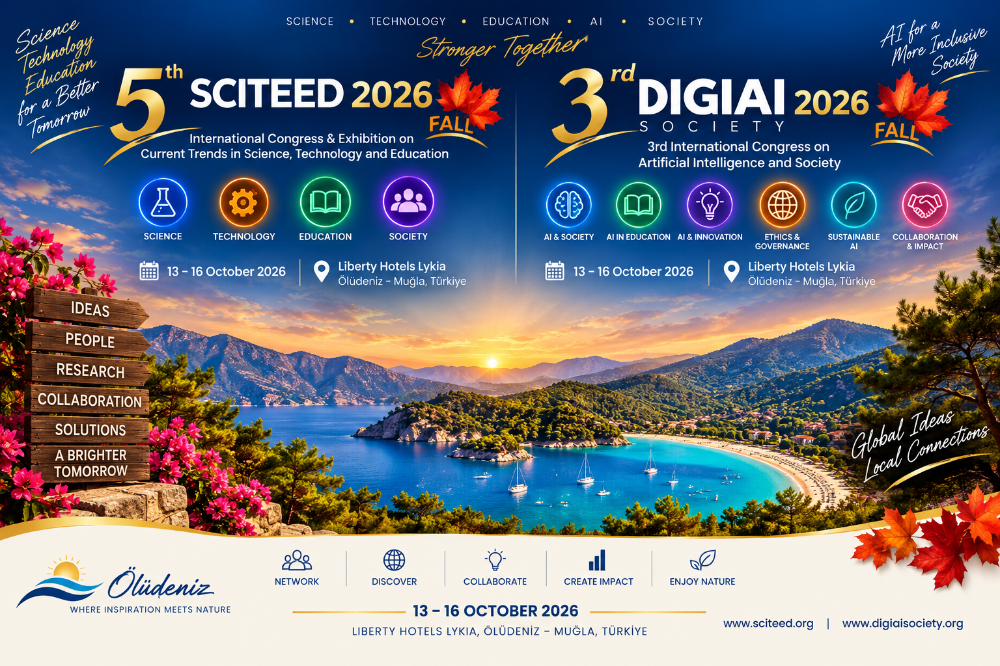 SCIENCE • TECHNOLOGY • EDUCATION • AI • SOCIETY
Stronger Together
Science
Technology
Education
for a Better
Tomorrow
AI for a
More Inclusive
Society
5th SCITEED 2026
FALL
International Congress & Exhibition on
Current Trends in Science, Technology and Education
SCIENCE
TECHNOLOGY
EDUCATION
SOCIETY
13 – 16 October 2026
Liberty Hotels Lykia
Ölüdeniz – Muğla, Türkiye
3rd DIGIAI 2026
SOCIETY
FALL
3rd International Congress on
Artificial Intelligence and Society
AI & SOCIETY
AI IN EDUCATION
AI & INNOVATION
ETHICS &
GOVERNANCE
SUSTAINABLE
AI
COLLABORATION
& IMPACT
13 – 16 October 2026
Liberty Hotels Lykia
Ölüdeniz – Muğla, Türkiye
IDEAS
PEOPLE
RESEARCH
COLLABORATION
SOLUTIONS
A BRIGHTER
TOMORROW
Global Ideas
Local Connections
Ölüdeniz
WHERE INSPIRATION MEETS NATURE
NETWORK
DISCOVER
COLLABORATE
CREATE IMPACT
ENJOY NATURE
13 – 16 OCTOBER 2026
LIBERTY HOTELS LYKIA, ÖLÜDENİZ – MUĞLA, TÜRKİYE
www.sciteed.org | www.digiaisociety.org